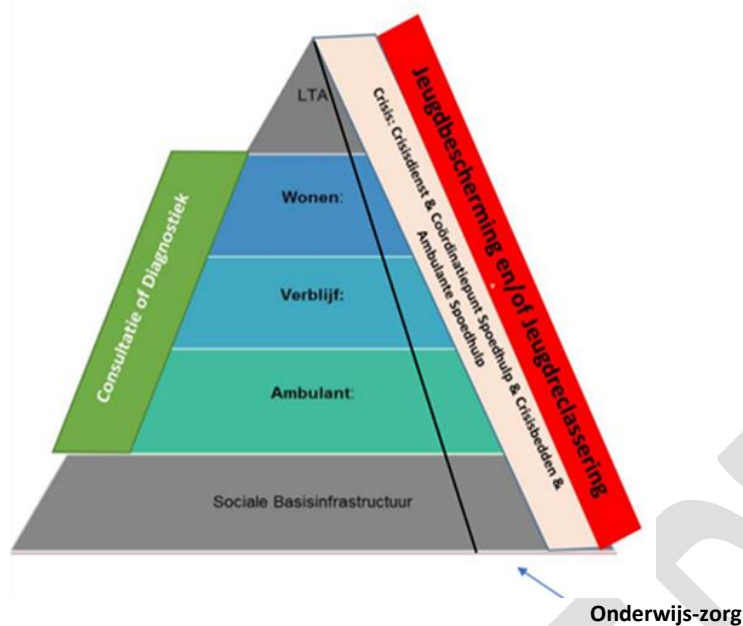 LTA
Wonen:
Verblijf:
Ambulant:
Sociale Basisinfrastructuur
Consultatie of Diagnostiek
Crisis: Crisisdienst & Coördinatiepunt Spoedhulp & Crisisbedden &
Ambulante Spoedhulp
Jeugdbescherming en/of Jeugdreclassering
Onderwijs-zorg